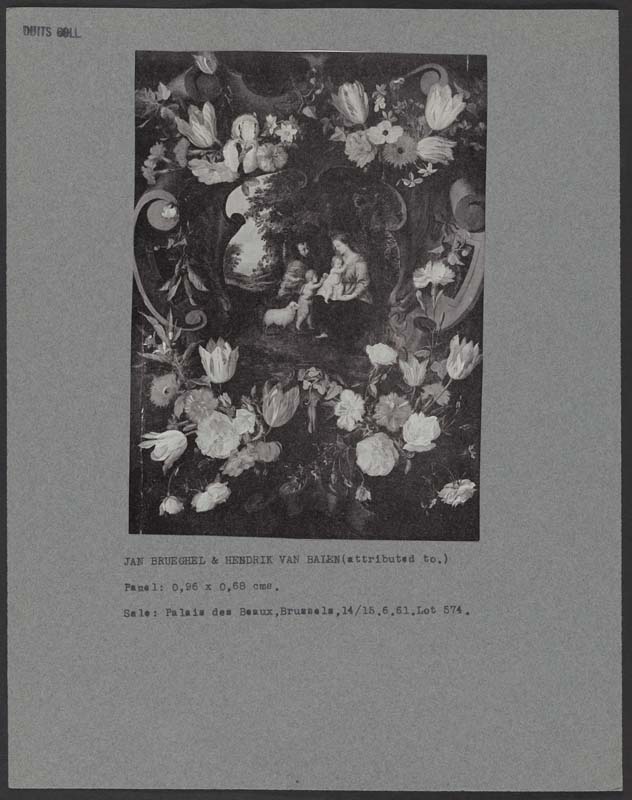 DUITS COLL.
JAN BRUEGHEL & HENDRIK VAN BALEN(attributed to.)
Panel: 0,96 x 0,68 cms.
Sale: Palais des Beaux,Brussels,14/15.6.61.Lot 574.